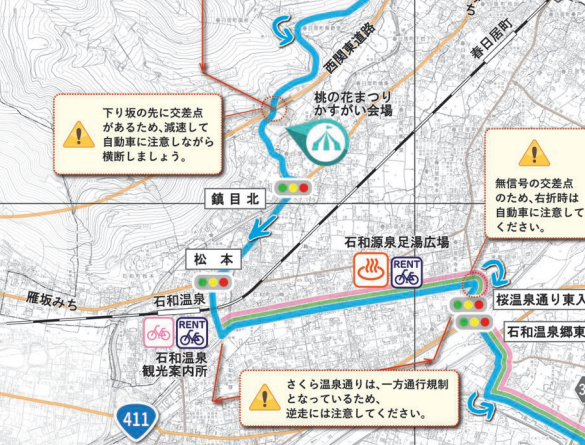 西関東道路
春日居町
桃の花まつり
かすがい会場
下り坂の先に交差点
があるため、減速して
自動車に注意しながら
横断しましょう。
無信号の交差点
のため、右折時は
自動車に注意して
ください。
鎮目北
石和源泉足湯広場
RENT
松本
雁坂みち
石和温泉
RENT
石和温泉
観光案内所
桜温泉通り東入
石和温泉郷東
さくら温泉通りは、一方通行規制
となっているため、
逆走には注意してください。
411